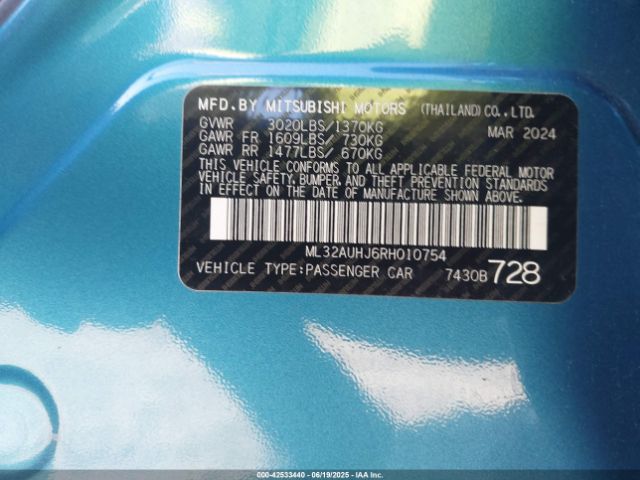 MFD.BY MITSUBISHI MOTORS (THAILAND) CO., LTD.
GVWR 3020LBS/1370KG MAR 2024
GAWR FR 1609LBS/ 730KG
GAWR RR 1477LBS/ 670KG
THIS VEHICLE CONFORMS TO ALL APPLICABLE FEDERAL MOTOR
VEHICLE SAFETY, BUMPER, AND THEFT PREVENTION STANDARDS
IN EFFECT ON THE DATE OF MANUFACTURE SHOWN ABOVE.
ML32AUHJ6RH010754
VEHICLE TYPE:PASSENGER CAR 7430B 728
000-42533440 - 06/19/2025 - IAAI.COM